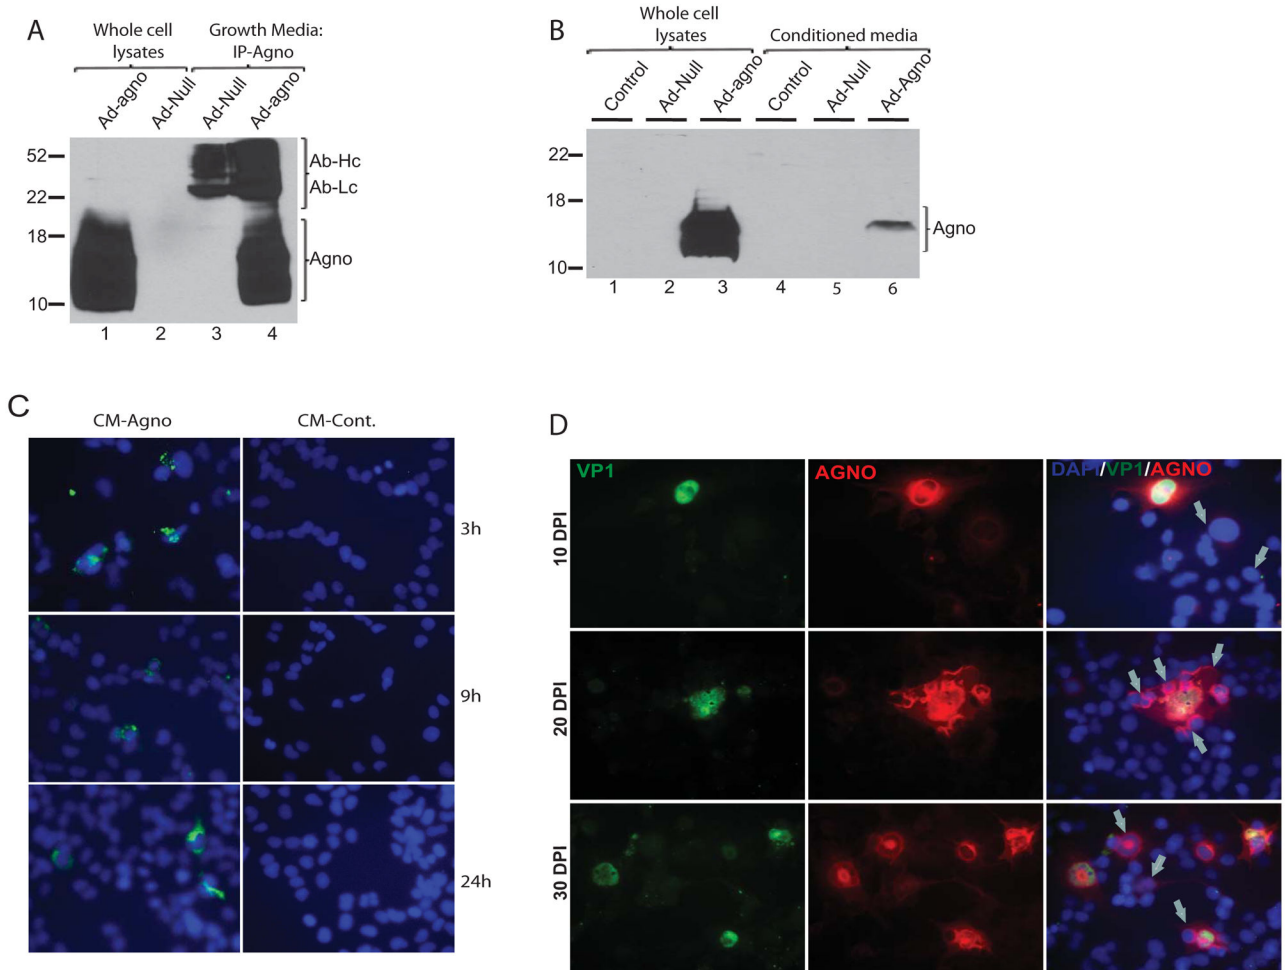 A
Whole cell
lysates
Growth Media:
IP-Agno
Ad-agno
Ad-Null
Ad-Null
Ad-agno
52
22
18
10
Ab-Hc
Ab-Lc
Agno
1 2 3 4
B
Whole cell
lysates
Conditioned media
Control
Ad-Null
Ad-agno
Control
Ad-Null
Ad-Agno
22
18
10
Agno
1 2 3 4 5 6
C
CM-Agno CM-Cont.
3h
9h
24h
D
VP1 AGNO DAPI/VP1/AGNO
10 DPI
20 DPI
30 DPI